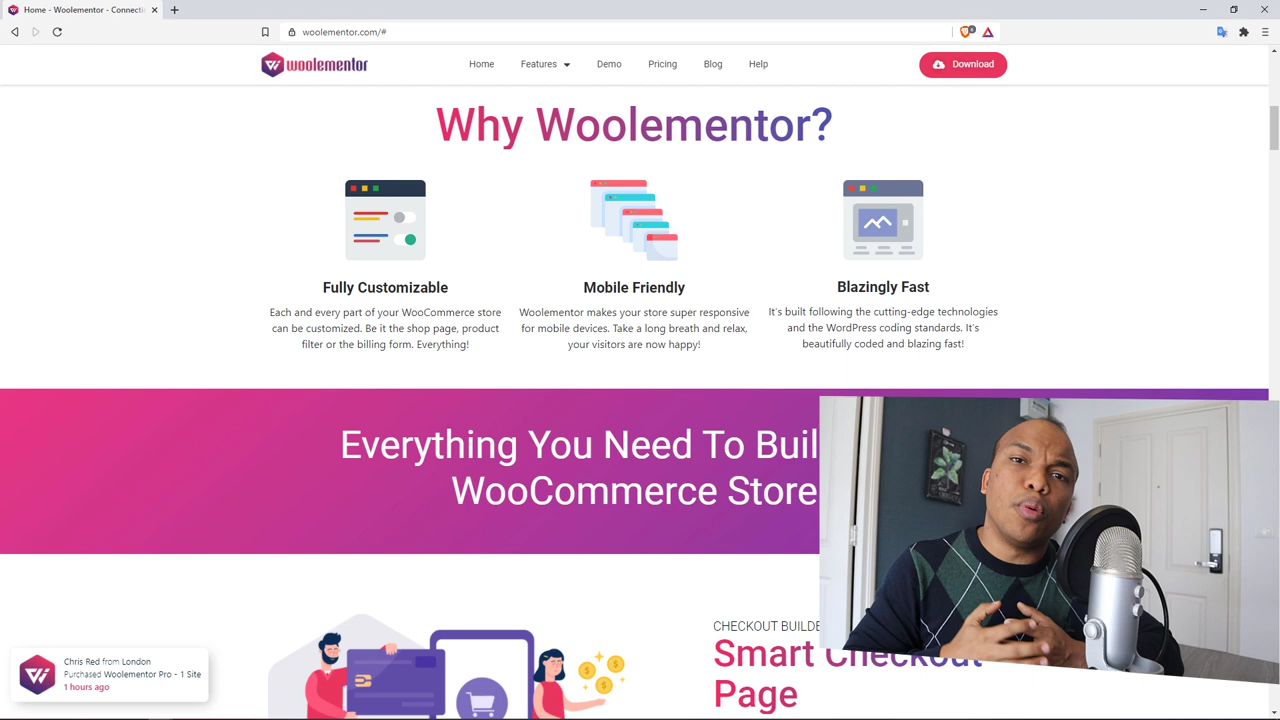 Home - Woolementor - Connecti
woolementor.com/#
woolementor
Home
Features
Demo
Pricing
Blog
Help
Download
Why Woolementor?
Fully Customizable
Each and every part of your WooCommerce store
can be customized. Be it the shop page, product
filter or the billing form. Everything!
Mobile Friendly
Woolementor makes your store super responsive
for mobile devices. Take a long breath and relax,
your visitors are now happy!
Blazingly Fast
It's built following the cutting-edge technologies
and the WordPress coding standards. It's
beautifully coded and blazing fast!
Everything You Need To Buil
WooCommerce Store
CHECKOUT BUILDE
Smart Checkout
Page
Chris Red from London
Purchased Woolementor Pro - 1 Site
1 hours ago